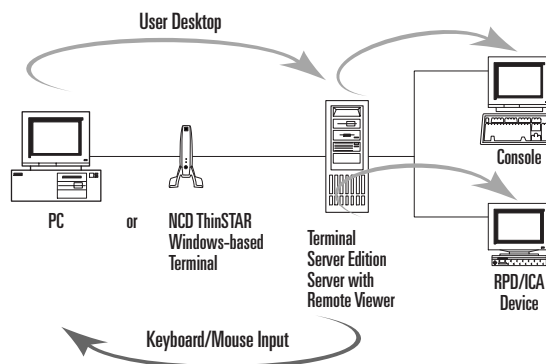 User Desktop
Console
PC
or
NCD ThinSTAR
Windows-based
Terminal
Terminal
Server Edition
Server with
Remote Viewer
RPD/ICA
Device
Keyboard/Mouse Input